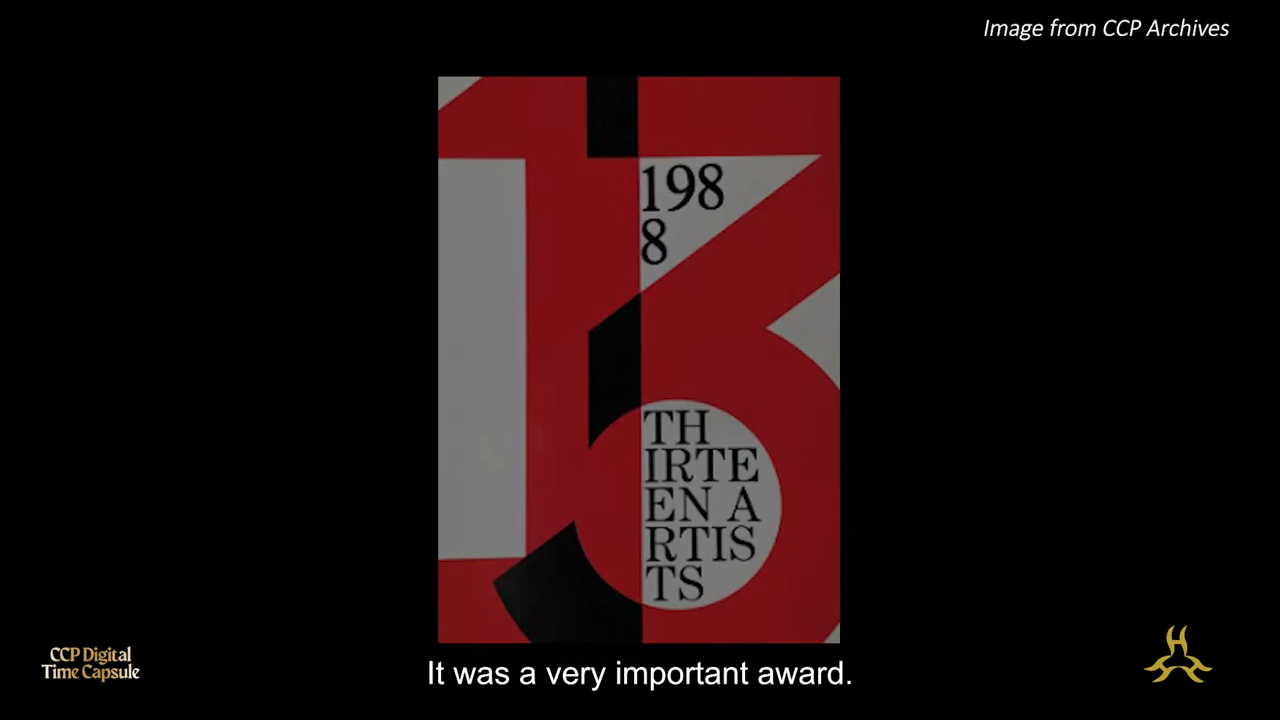 Image from CCP Archives
198
8
TH
IRTE
EN A
RTIS
TS
CCP Digital
Time Capsule
It was a very important award.